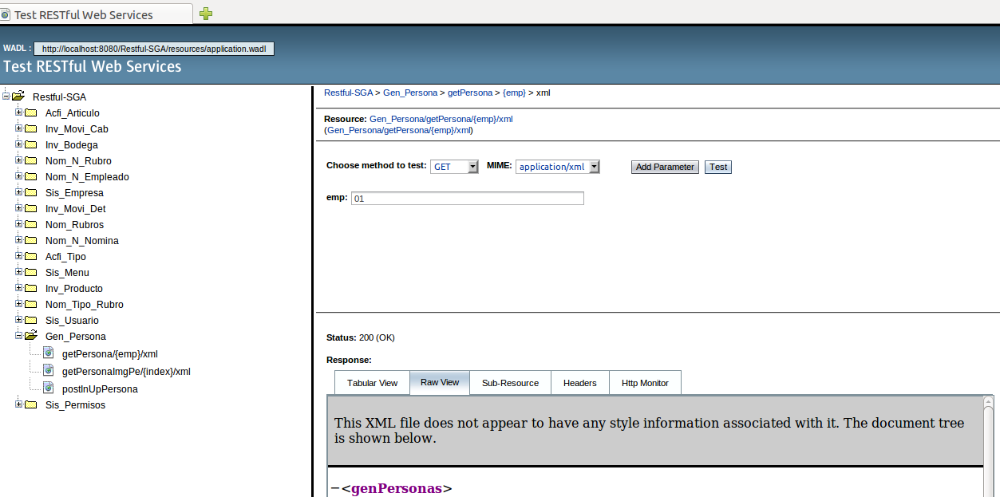 Test RESTful Web Services
WADL : http://localhost:8080/Restful-SGA/resources/application.wadl
Test RESTful Web Services
Restful-SGA
Acfi_Articulo
Inv_Movi_Cab
Inv_Bodega
Nom_N_Rubro
Nom_N_Empleado
Sis_Empresa
Inv_Movi_Det
Nom_Rubros
Nom_N_Nomina
Acfi_Tipo
Sis_Menu
Inv_Producto
Nom_Tipo_Rubro
Sis_Usuario
Gen_Persona
getPersona/{emp}/xml
getPersonaImgPe/{index}/xml
postInUpPersona
Sis_Permisos
Restful-SGA > Gen_Persona > getPersona > {emp} > xml
Resource: Gen_Persona/getPersona/{emp}/xml
(Gen_Persona/getPersona/{emp}/xml)
Choose method to test: GET MIME: application/xml Add Parameter Test
emp: 01
Status: 200 (OK)
Response:
Tabular View Raw View Sub-Resource Headers Http Monitor
This XML file does not appear to have any style information associated with it. The document tree
is shown below.
−<genPersonas>